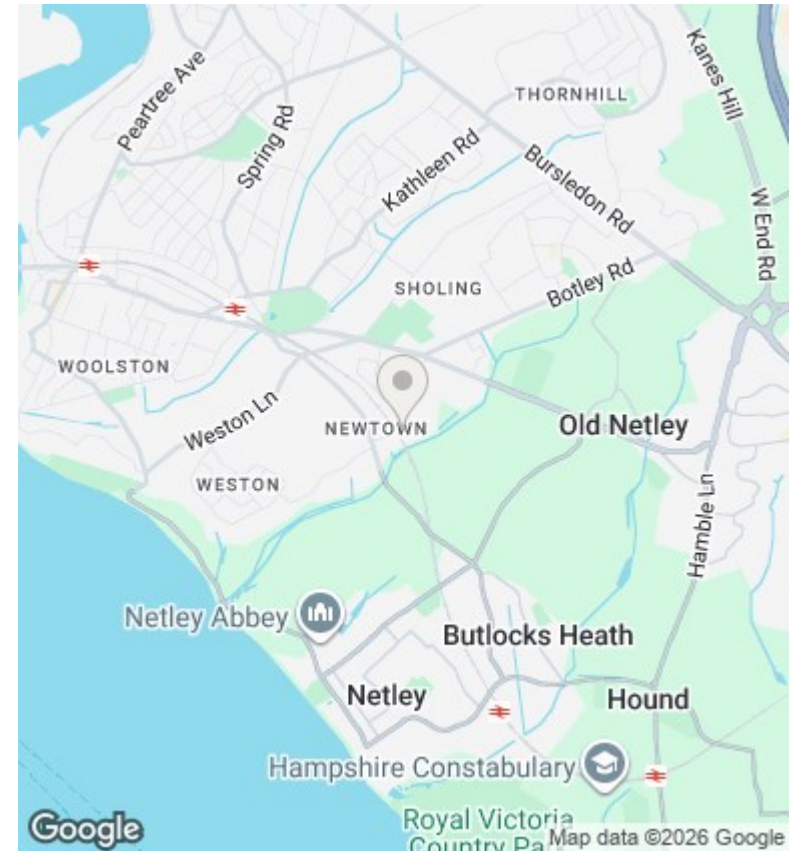 Peartree Ave
Spring Rd
Kathleen Rd
THORNHILL
Kanes Hill
Bursledon Rd
W End Rd
SHOLING
Botley Rd
WOOLSTON
Weston Ln
NEWTOWN
Old Netley
WESTON
Hamble Ln
Netley Abbey
Butlocks Heath
Netley
Hound
Hampshire Constabulary
Royal Victoria
Country Pa
Google
Map data ©2026 Google